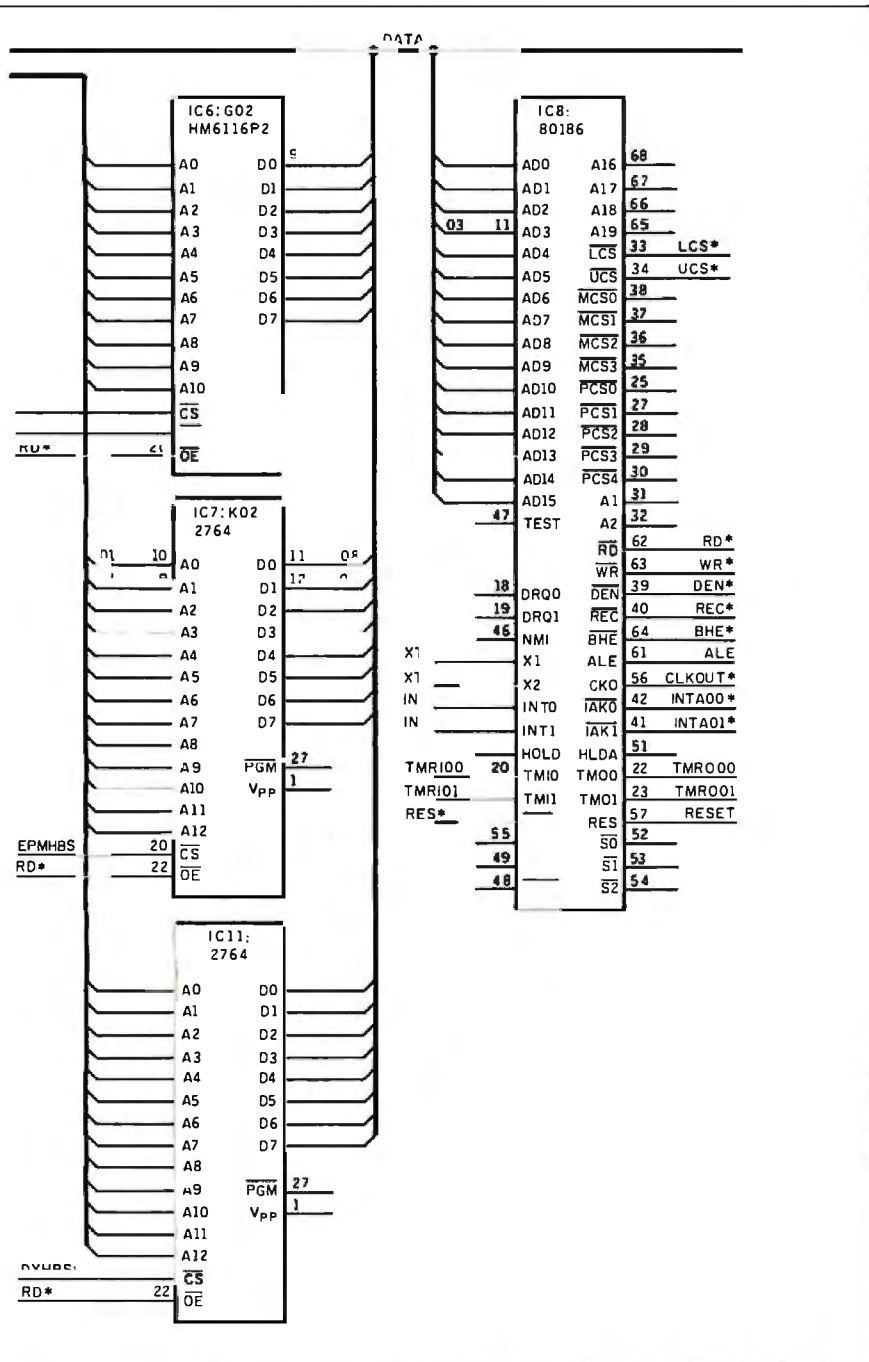 DATA
IC6:G02
HM6116P2
A0 D0 9
A1 D1
A2 D2
A3 D3
A4 D4
A5 D5
A6 D6
A7 D7
A8
A9
A10
CS
RD* OE
IC7:K02
2764
01 10 A0 D0 11 08
A1 D1 12
A2 D2
A3 D3
A4 D4
A5 D5
A6 D6
A7 D7
A8
A9 PGM 27
A10 VPP 1
A11
A12
EPMHBS 20 CS
RD* 22 OE
IC11:
2764
A0 D0
A1 D1
A2 D2
A3 D3
A4 D4
A5 D5
A6 D6
A7 D7
A8
A9 PGM 27
A10 VPP 1
A11
A12
CS
RD* 22 OE
IC8:
80186
AD0 A16 68
AD1 A17 67
AD2 A18 66
03 11 AD3 A19 65
AD4 LCS 33 LCS*
AD5 UCS 34 UCS*
AD6 MCS0 38
AD7 MCS1 37
AD8 MCS2 36
AD9 MCS3 35
AD10 PCS0 25
AD11 PCS1 27
AD12 PCS2 28
AD13 PCS3 29
AD14 PCS4 30
AD15 A1 31
47 TEST A2 32
RD 62 RD*
WR 63 WR*
18 DRQ0 DEN 39 DEN*
19 DRQ1 REC 40 REC*
46 NMI BHE 64 BHE*
X1 X1 ALE 61 ALE
X1 X2 CKO 56 CLKOUT*
IN INT0 IAK0 42 INTA00*
IN INT1 IAK1 41 INTA01*
HOLD HLDA 51
TMRI00 20 TMI0 TMO0 22 TMRO00
TMRI01 TMI1 TMO1 23 TMRO01
RES* RES 57 RESET
55 S0 52
49 S1 53
48 S2 54